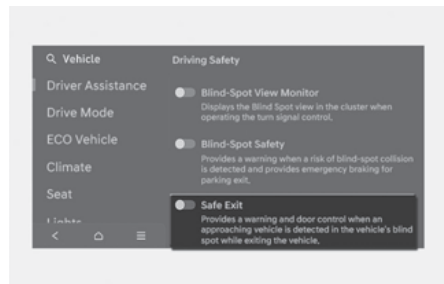 Vehicle
Driving Safety
Driver Assistance
Drive Mode
ECO Vehicle
Climate
Seat
Lights
Blind-Spot View Monitor
Displays the Blind Spot view in the cluster when
operating the turn signal control.
Blind-Spot Safety
Provides a warning when a risk of blind-spot collision
is detected and provides emergency braking for
parking exit.
Safe Exit
Provides a warning and door control when an
approaching vehicle is detected in the vehicle's blind
spot while exiting the vehicle.